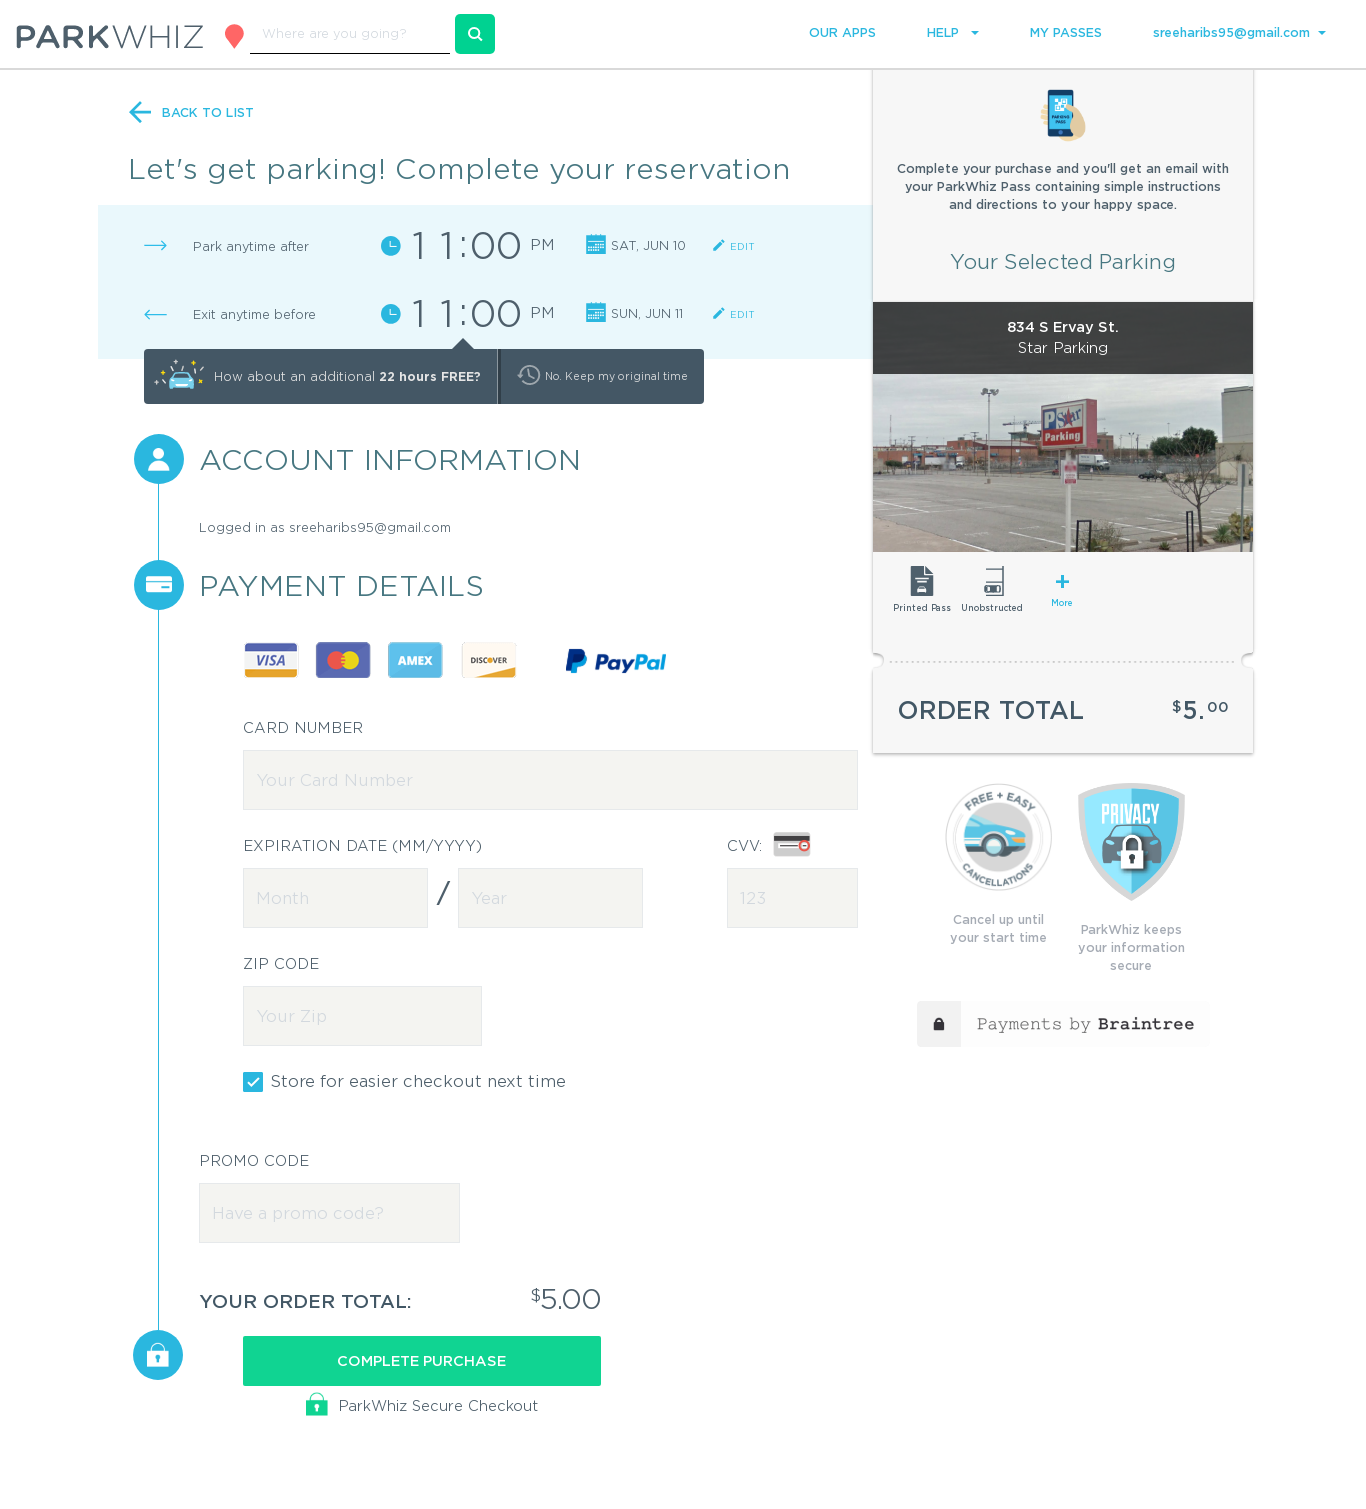 PARKWHIZ
Where are you going?
OUR APPS
HELP
MY PASSES
sreeharibs95@gmail.com
BACK TO LIST
Let's get parking! Complete your reservation
Park anytime after
11:00 PM
SAT, JUN 10
EDIT
Exit anytime before
11:00 PM
SUN, JUN 11
EDIT
How about an additional 22 hours FREE?
No. Keep my original time
ACCOUNT INFORMATION
Logged in as sreeharibs95@gmail.com
PAYMENT DETAILS
VISA
AMEX
DISCOVER
PayPal
CARD NUMBER
Your Card Number
EXPIRATION DATE (MM/YYYY)
CVV:
Month
/
Year
123
ZIP CODE
Your Zip
Store for easier checkout next time
PROMO CODE
Have a promo code?
YOUR ORDER TOTAL:
$5.00
COMPLETE PURCHASE
ParkWhiz Secure Checkout
PARKWHIZ
PASS
Complete your purchase and you'll get an email with
your ParkWhiz Pass containing simple instructions
and directions to your happy space.
Your Selected Parking
834 S Ervay St.
Star Parking
P Star
Parking
Printed Pass
Unobstructed
+
More
ORDER TOTAL
$5.00
FREE + EASY
CANCELLATIONS
Cancel up until
your start time
PRIVACY
ParkWhiz keeps
your information
secure
Payments by Braintree